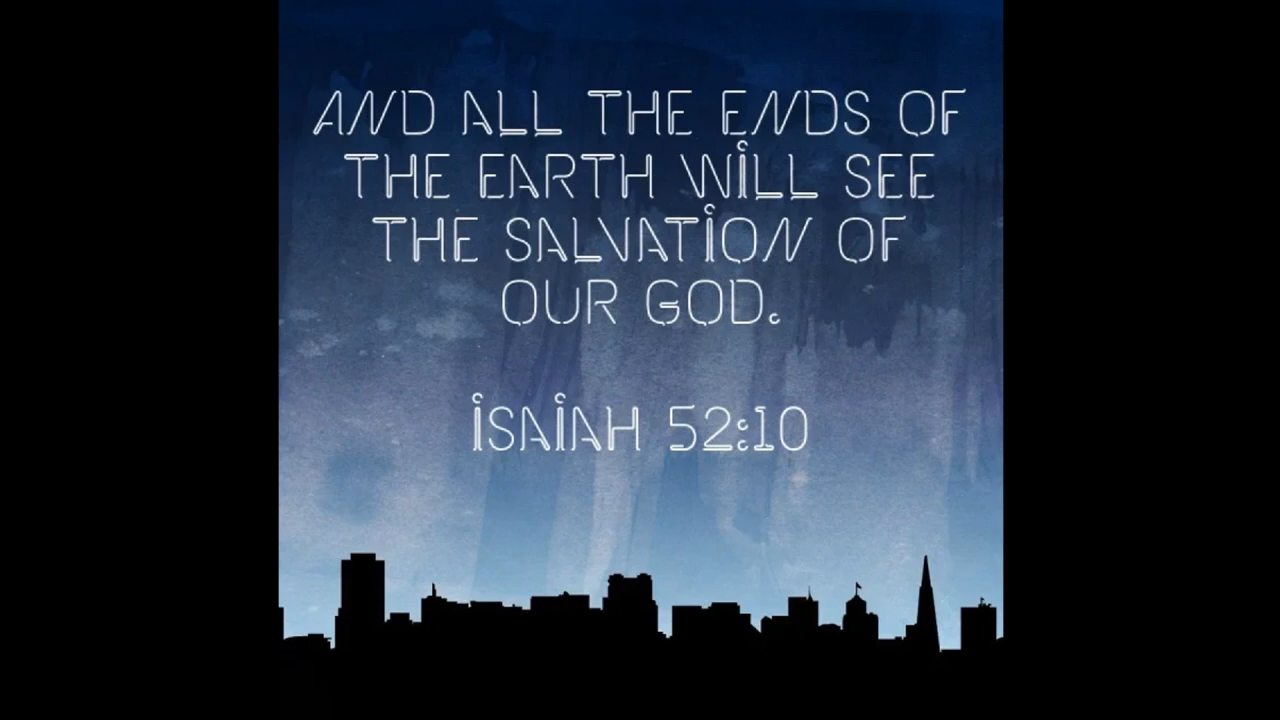 AND ALL THE ENDS OF
THE EARTH WiLL SEE
THE SALVATiON OF
OUR GOD.
iSAiAH 52:10